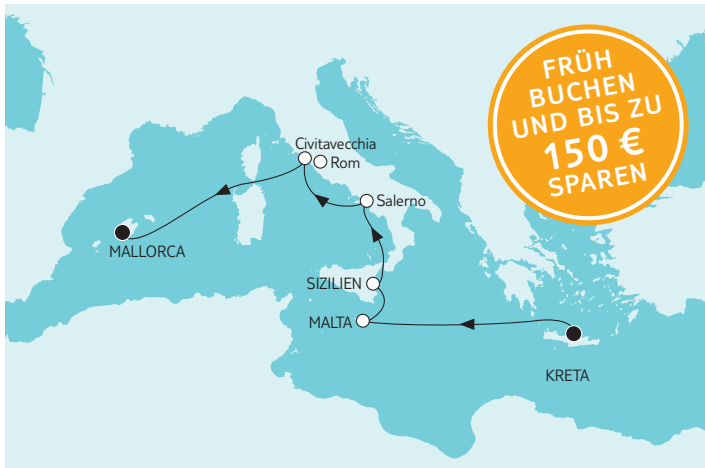 FRÜH
BUCHEN
UND BIS ZU
150 €
SPAREN
Civitavecchia
Rom
Salerno
MALLORCA
SIZILIEN
MALTA
KRETA